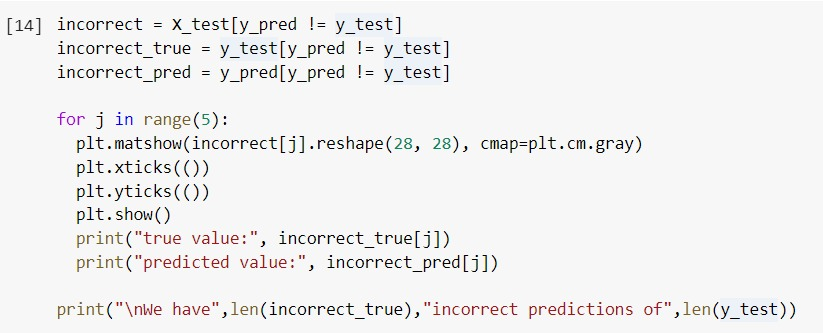 [14] incorrect = X_test[y_pred != y_test]
incorrect_true = y_test[y_pred != y_test]
incorrect_pred = y_pred[y_pred != y_test]

for j in range(5):
  plt.matshow(incorrect[j].reshape(28, 28), cmap=plt.cm.gray)
  plt.xticks(())
  plt.yticks(())
  plt.show()
  print("true value:", incorrect_true[j])
  print("predicted value:", incorrect_pred[j])

print("\nWe have",len(incorrect_true),"incorrect predictions of",len(y_test))